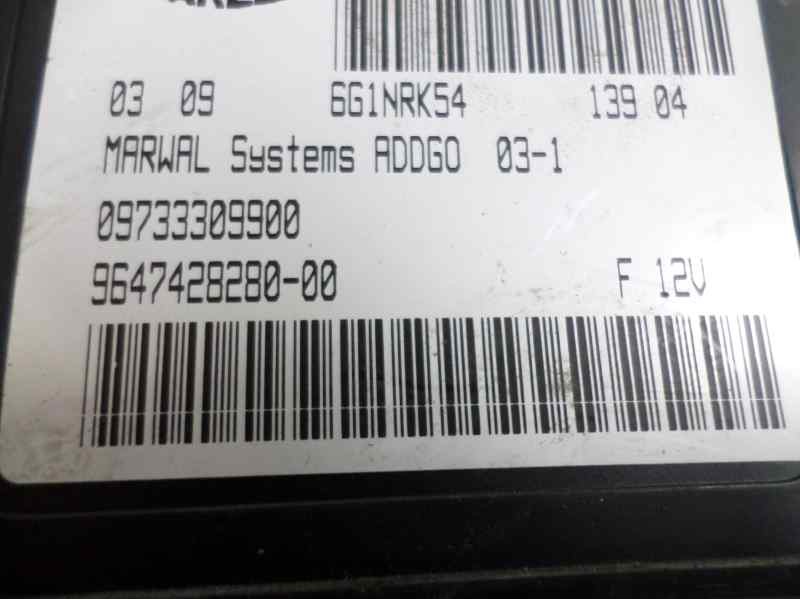 03 09 6G1NRK54 139 04
MARWAL Systems ADDGO 03-1
09733309900
9647428280-00 F 12V